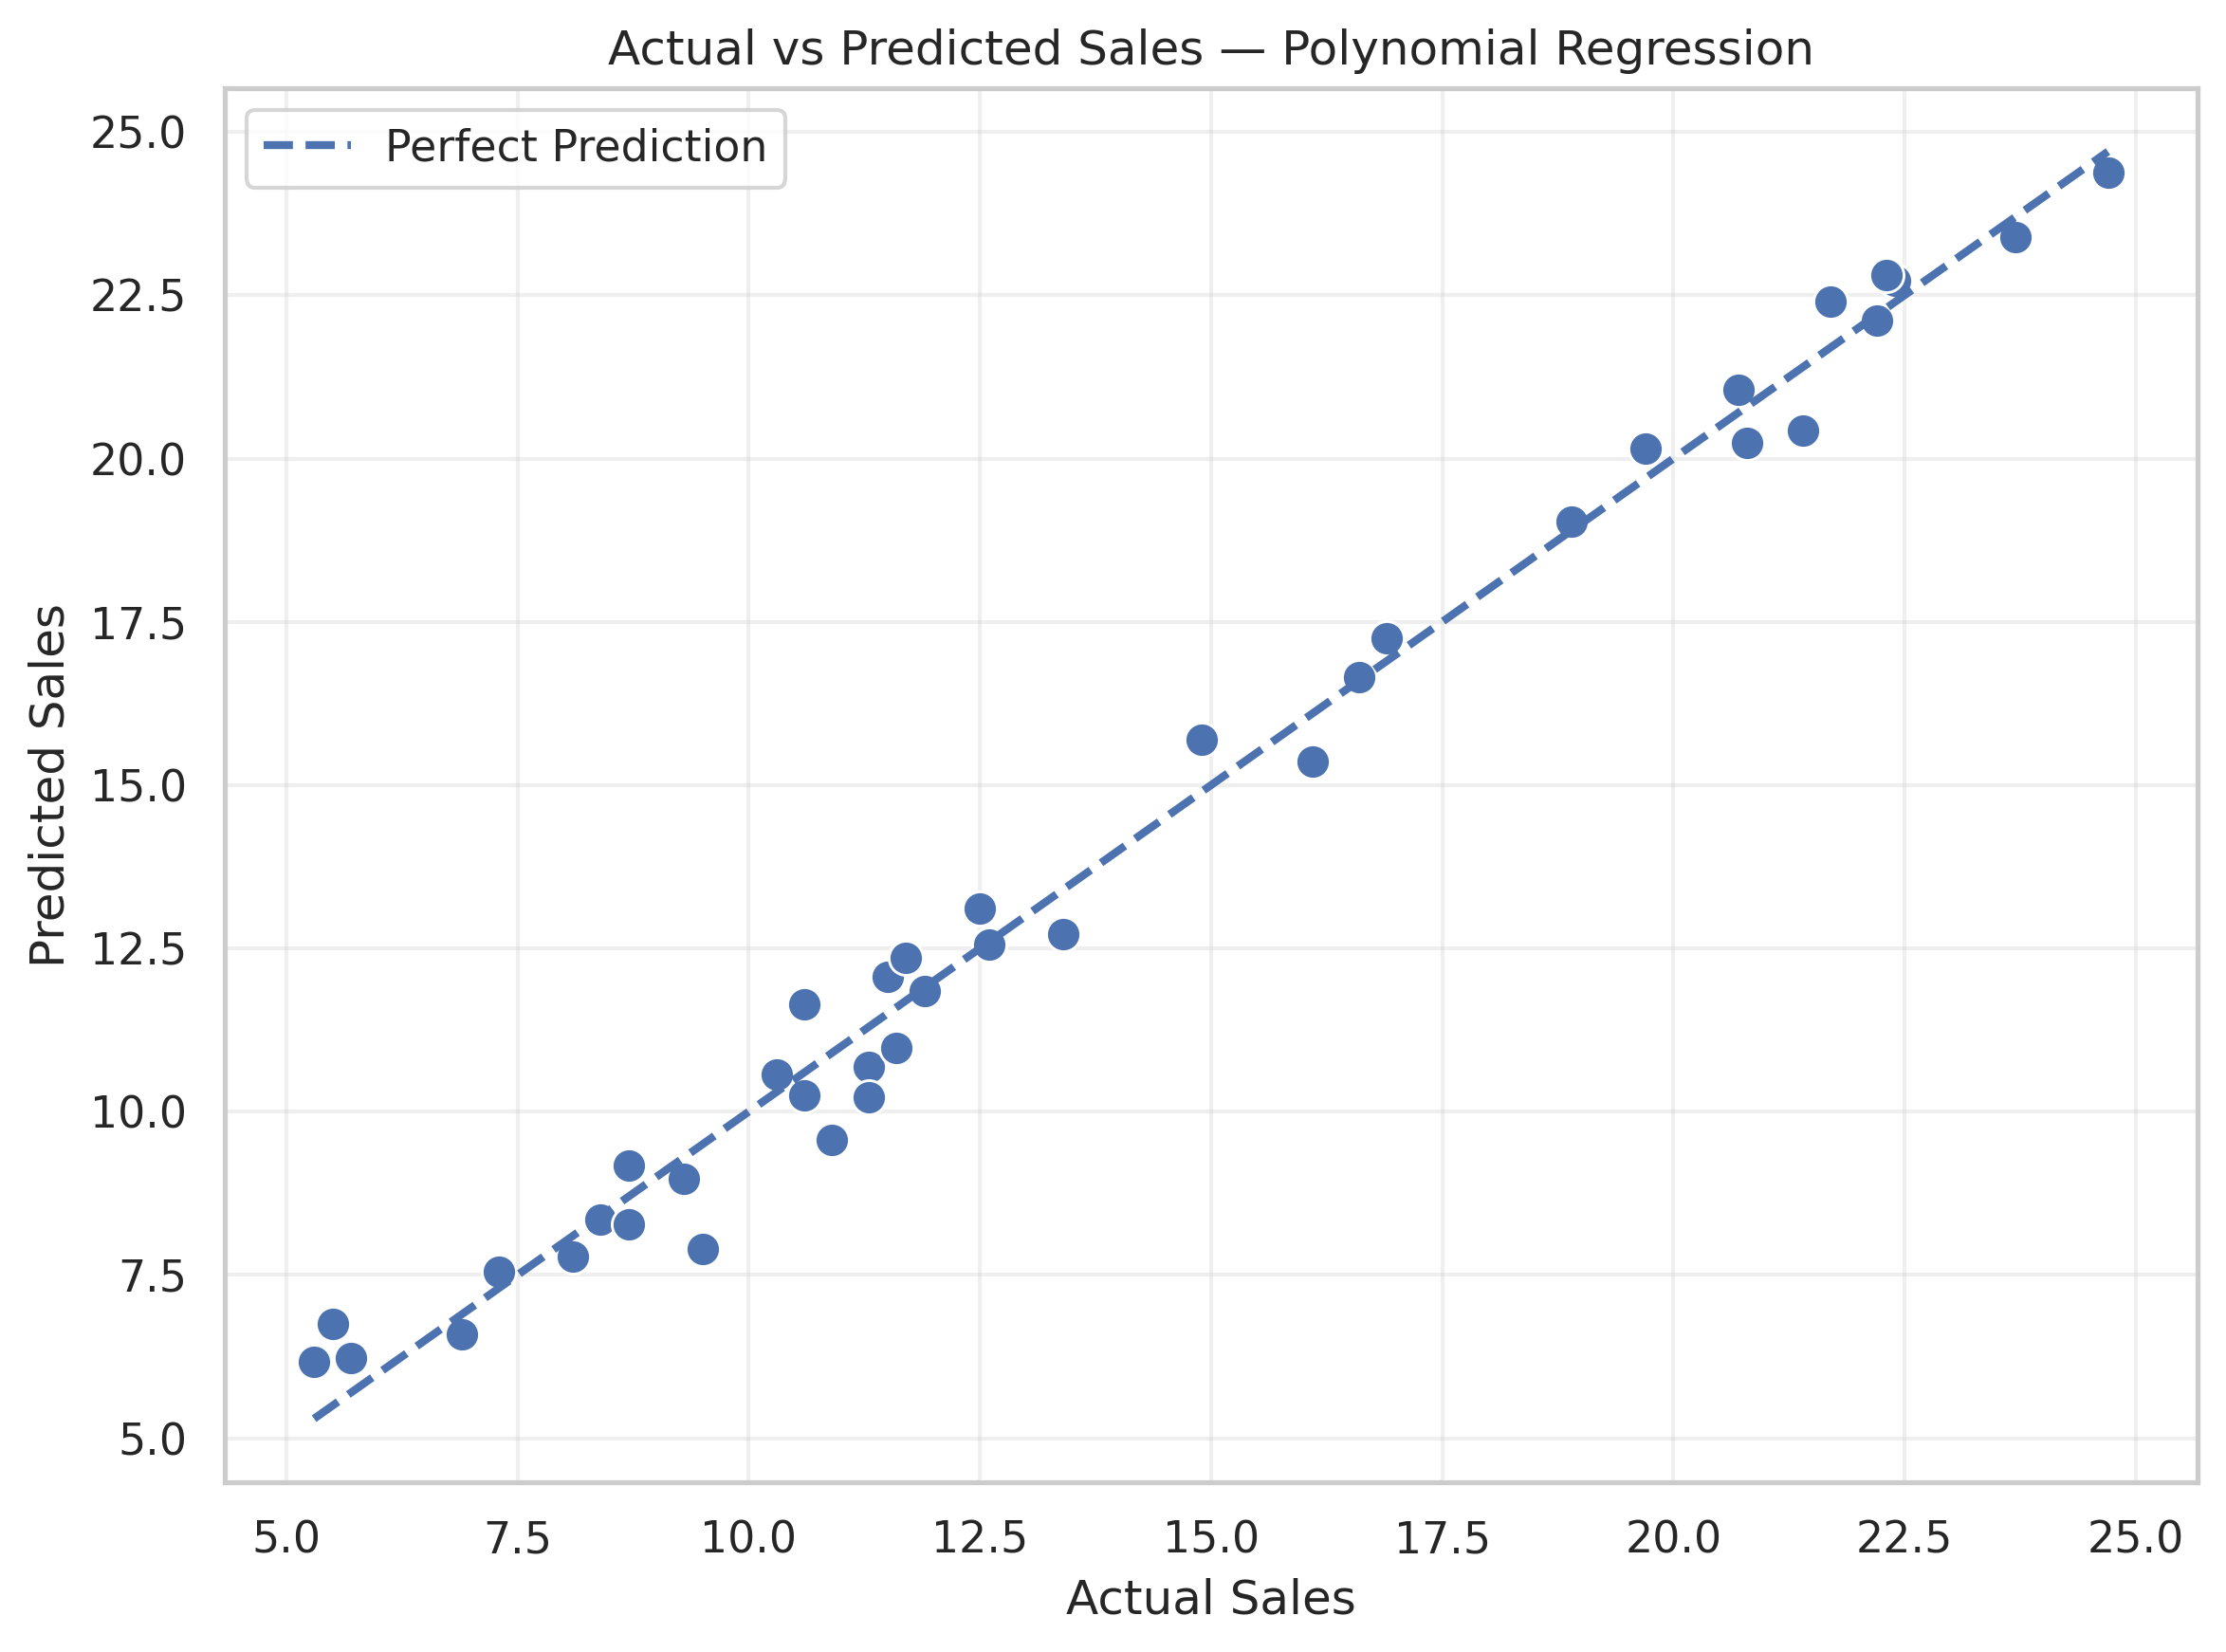 Actual vs Predicted Sales — Polynomial Regression
Perfect Prediction
25.0
22.5
20.0
17.5
15.0
12.5
10.0
7.5
5.0
Predicted Sales
5.0 7.5 10.0 12.5 15.0 17.5 20.0 22.5 25.0
Actual Sales